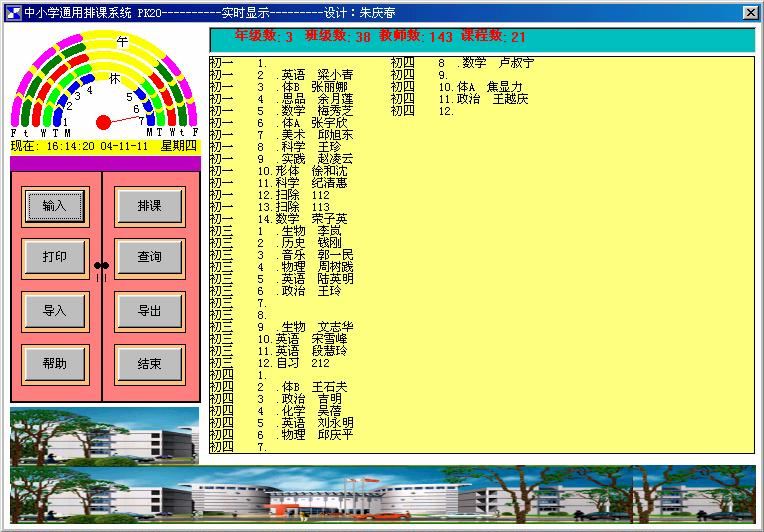 中小学通用排课系统 PK20----------实时显示---------设计：朱庆春
午
休
1 2 3 4 5 6 7
F t W T M M T W t F
现在: 16:14:20 04-11-11 星期四
输入 排课
打印 查询
导入 导出
帮助 结束
年级数: 3 班级数: 38 教师数: 143 课程数: 21
初一 1.
初一 2 .英语 梁小青
初一 3 .体B 张丽娜
初一 4 .思品 余月莲
初一 5 .数学 梅秀芝
初一 6 .体A 张宇欣
初一 7 .美术 邱旭东
初一 8 .科学 王珍
初一 9 .实践 赵凌云
初一 10.形体 徐和沈
初一 11.科学 纪清惠
初一 12.扫除 112
初一 13.扫除 113
初一 14.数学 荣子英
初三 1 .生物 李岚
初三 2 .历史 钱刚
初三 3 .音乐 郭一民
初三 4 .物理 周树践
初三 5 .英语 陆英明
初三 6 .政治 王玲
初三 7.
初三 8.
初三 9 .生物 文志华
初三 10.英语 宋雪峰
初三 11.英语 段慧玲
初三 12.自习 212
初四 1.
初四 2 .体B 王石夫
初四 3 .政治 吉明
初四 4 .化学 吴蓓
初四 5 .英语 刘永明
初四 6 .物理 邱庆平
初四 7.
初四 8 .数学 卢叔宁
初四 9.
初四 10.体A 焦显力
初四 11.政治 王越庆
初四 12.